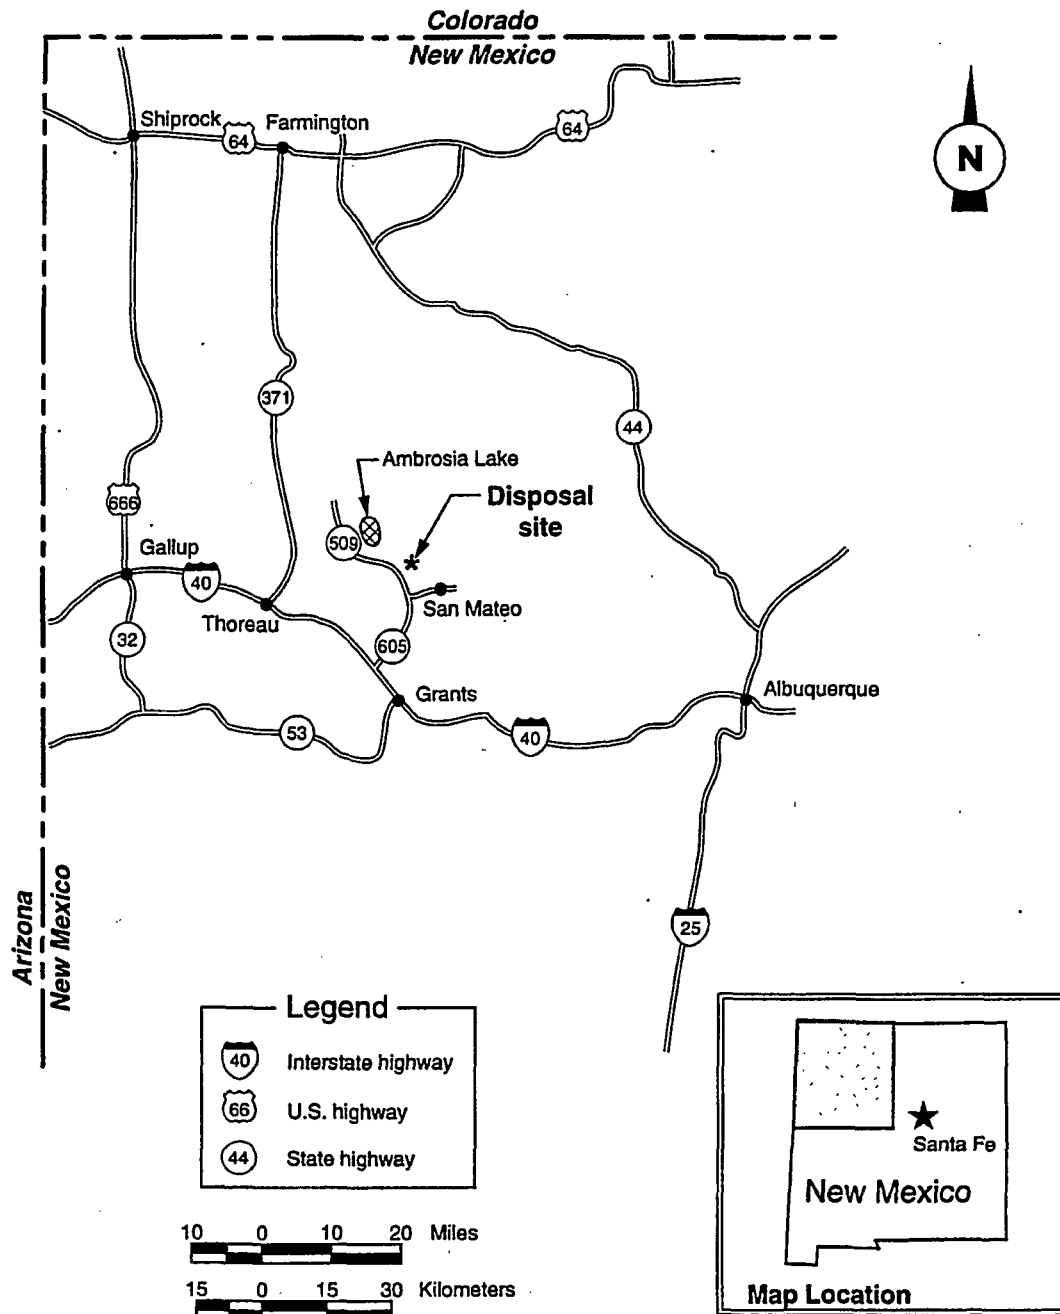 Colorado
New Mexico
Shiprock
64
Farmington
64
N
371
44
Ambrosia Lake
Disposal
site
666
509
Gallup
40
San Mateo
Thoreau
32
605
Grants
Albuquerque
53
40
Arizona
New Mexico
25
Legend
40 Interstate highway
66 U.S. highway
44 State highway
10 0 10 20 Miles
15 0 15 30 Kilometers
Santa Fe
New Mexico
Map Location